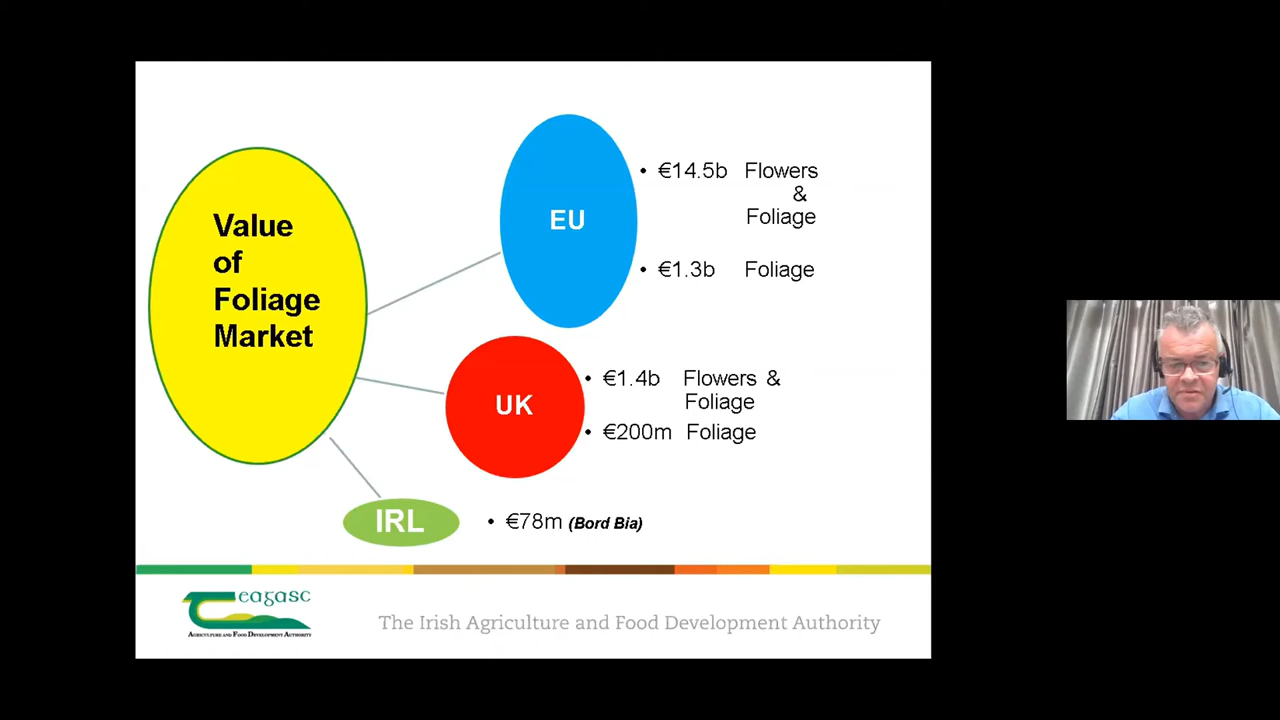 Value
of
Foliage
Market
EU
• €14.5b Flowers
&
Foliage
• €1.3b Foliage
UK
• €1.4b Flowers &
Foliage
• €200m Foliage
IRL
• €78m (Bord Bia)
eagasc
AGRICULTURE AND FOOD DEVELOPMENT AUTHORITY
The Irish Agriculture and Food Development Authority